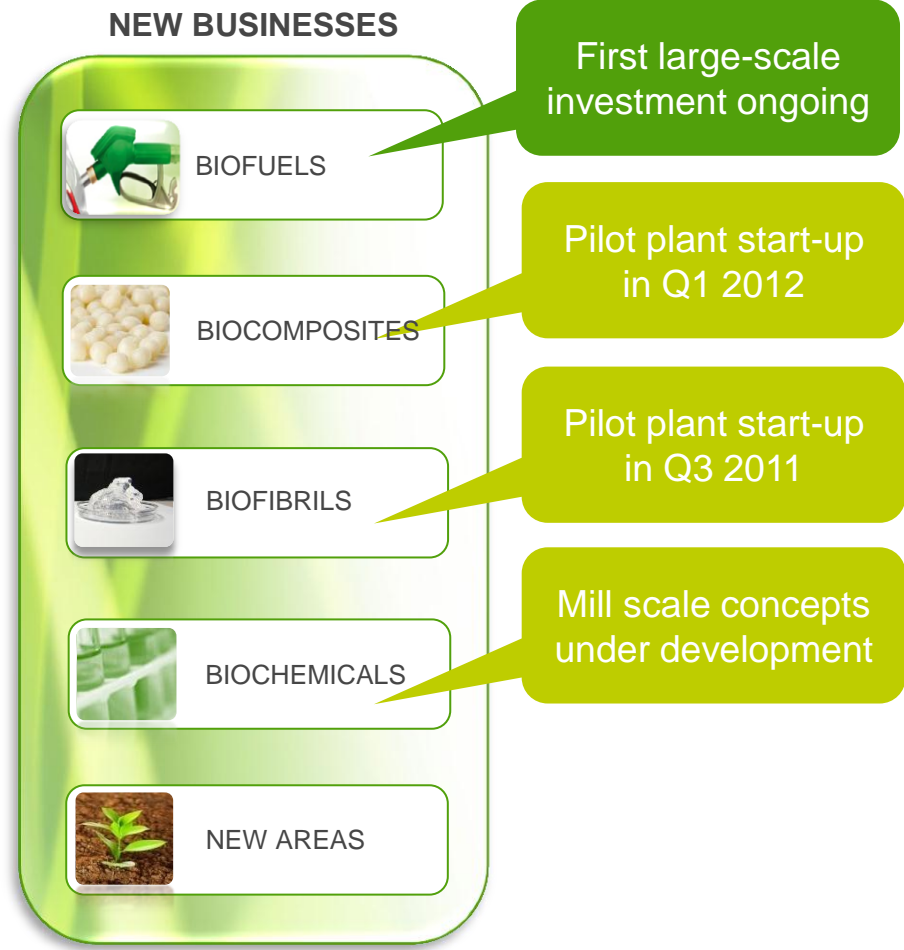 NEW BUSINESSES
First large-scale
investment ongoing
BIOFUELS
Pilot plant start-up
in Q1 2012
BIOCOMPOSITES
Pilot plant start-up
in Q3 2011
BIOFIBRILS
Mill scale concepts
under development
BIOCHEMICALS
NEW AREAS